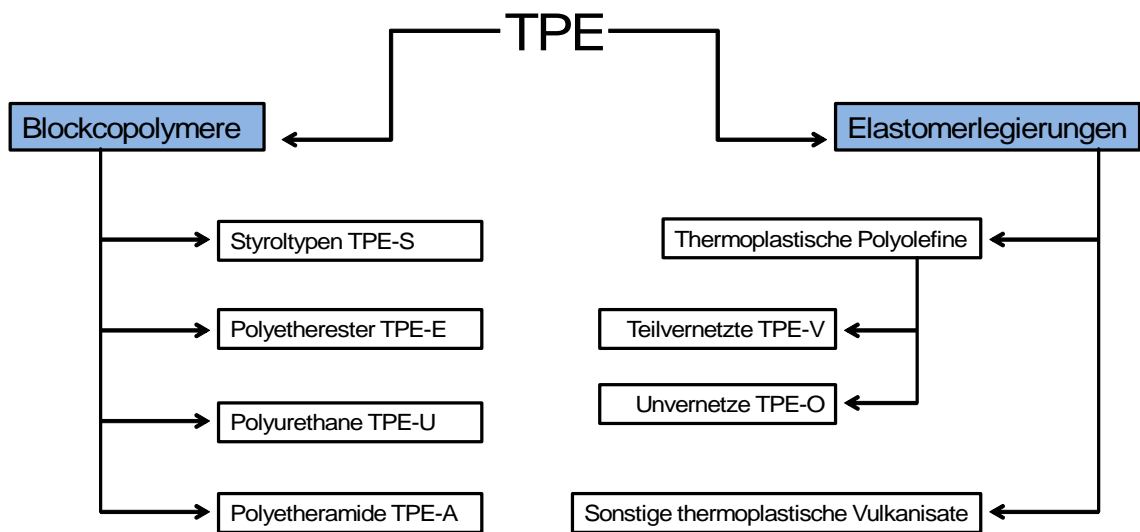 TPE
Blockcopolymere
Elastomerlegierungen
Styroltypen TPE-S
Thermoplastische Polyolefine
Polyetherester TPE-E
Teilvernetzte TPE-V
Unvernetze TPE-O
Polyurethane TPE-U
Polyetheramide TPE-A
Sonstige thermoplastische Vulkanisate